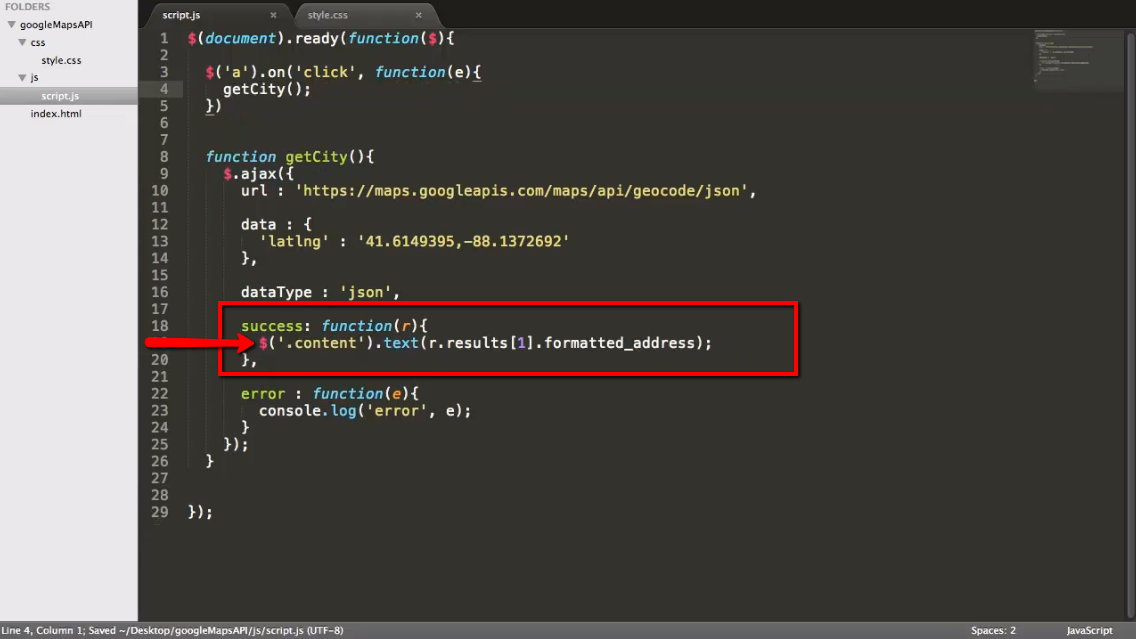 FOLDERS
googleMapsAPI
css
style.css
js
script.js
index.html
script.js × style.css ×
1 $(document).ready(function($){
2
3 $('a').on('click', function(e){
4 getCity();
5 })
6
7
8 function getCity(){
9 $.ajax({
10 url : 'https://maps.googleapis.com/maps/api/geocode/json',
11
12 data : {
13 'latlng' : '41.6149395,-88.1372692'
14 },
15
16 dataType : 'json',
17
18 success: function(r){
$('.content').text(r.results[1].formatted_address);
20 },
21
22 error : function(e){
23 console.log('error', e);
24 }
25 });
26 }
27
28
29 });
Line 4, Column 1; Saved ~/Desktop/googleMapsAPI/js/script.js (UTF-8) Spaces: 2 JavaScript